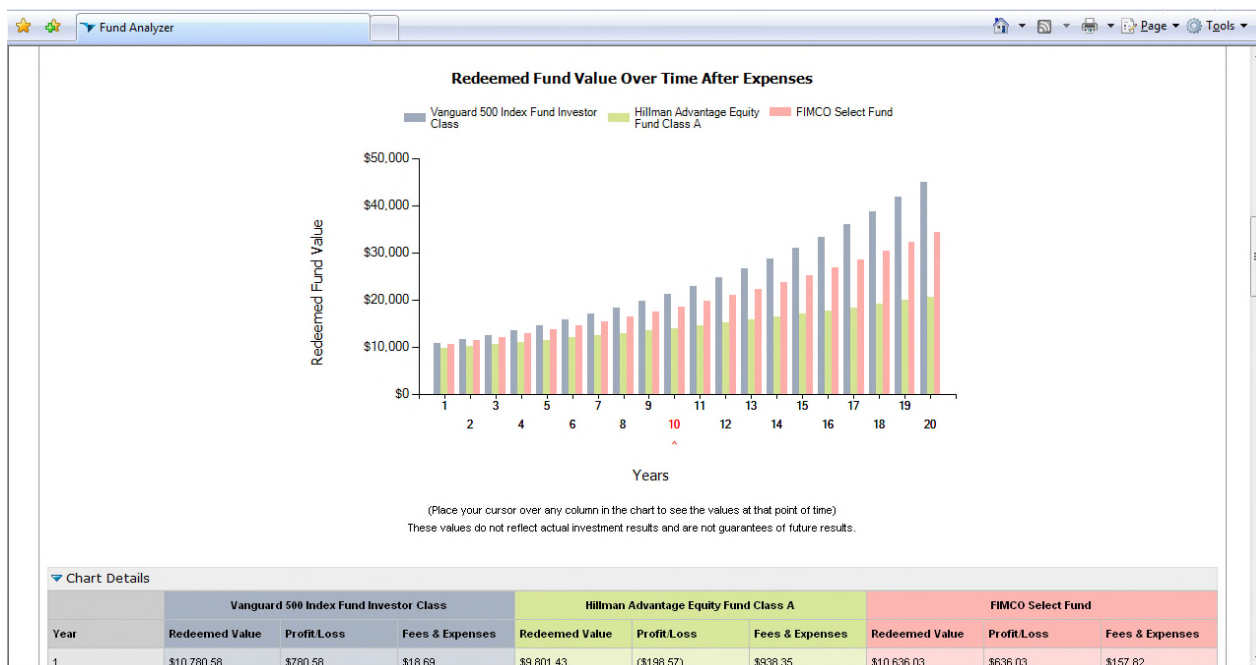 Fund Analyzer
Page
Tools
Redeemed Fund Value Over Time After Expenses
Vanguard 500 Index Fund Investor
Class
Hillman Advantage Equity
Fund Class A
FIMCO Select Fund
Redeemed Fund Value
$50,000
$40,000
$30,000
$20,000
$10,000
$0
1 3 5 7 9 11 13 15 17 19
2 4 6 8 10 12 14 16 18 20
^
Years
(Place your cursor over any column in the chart to see the values at that point of time)
These values do not reflect actual investment results and are not guarantees of future results.
Chart Details
Vanguard 500 Index Fund Investor Class Hillman Advantage Equity Fund Class A FIMCO Select Fund
Year Redeemed Value Profit/Loss Fees & Expenses Redeemed Value Profit/Loss Fees & Expenses Redeemed Value Profit/Loss Fees & Expenses
1 $10,780.58 $780.58 $18.69 $9,801.43 ($198.57) $938.35 $10,636.03 $636.03 $157.82